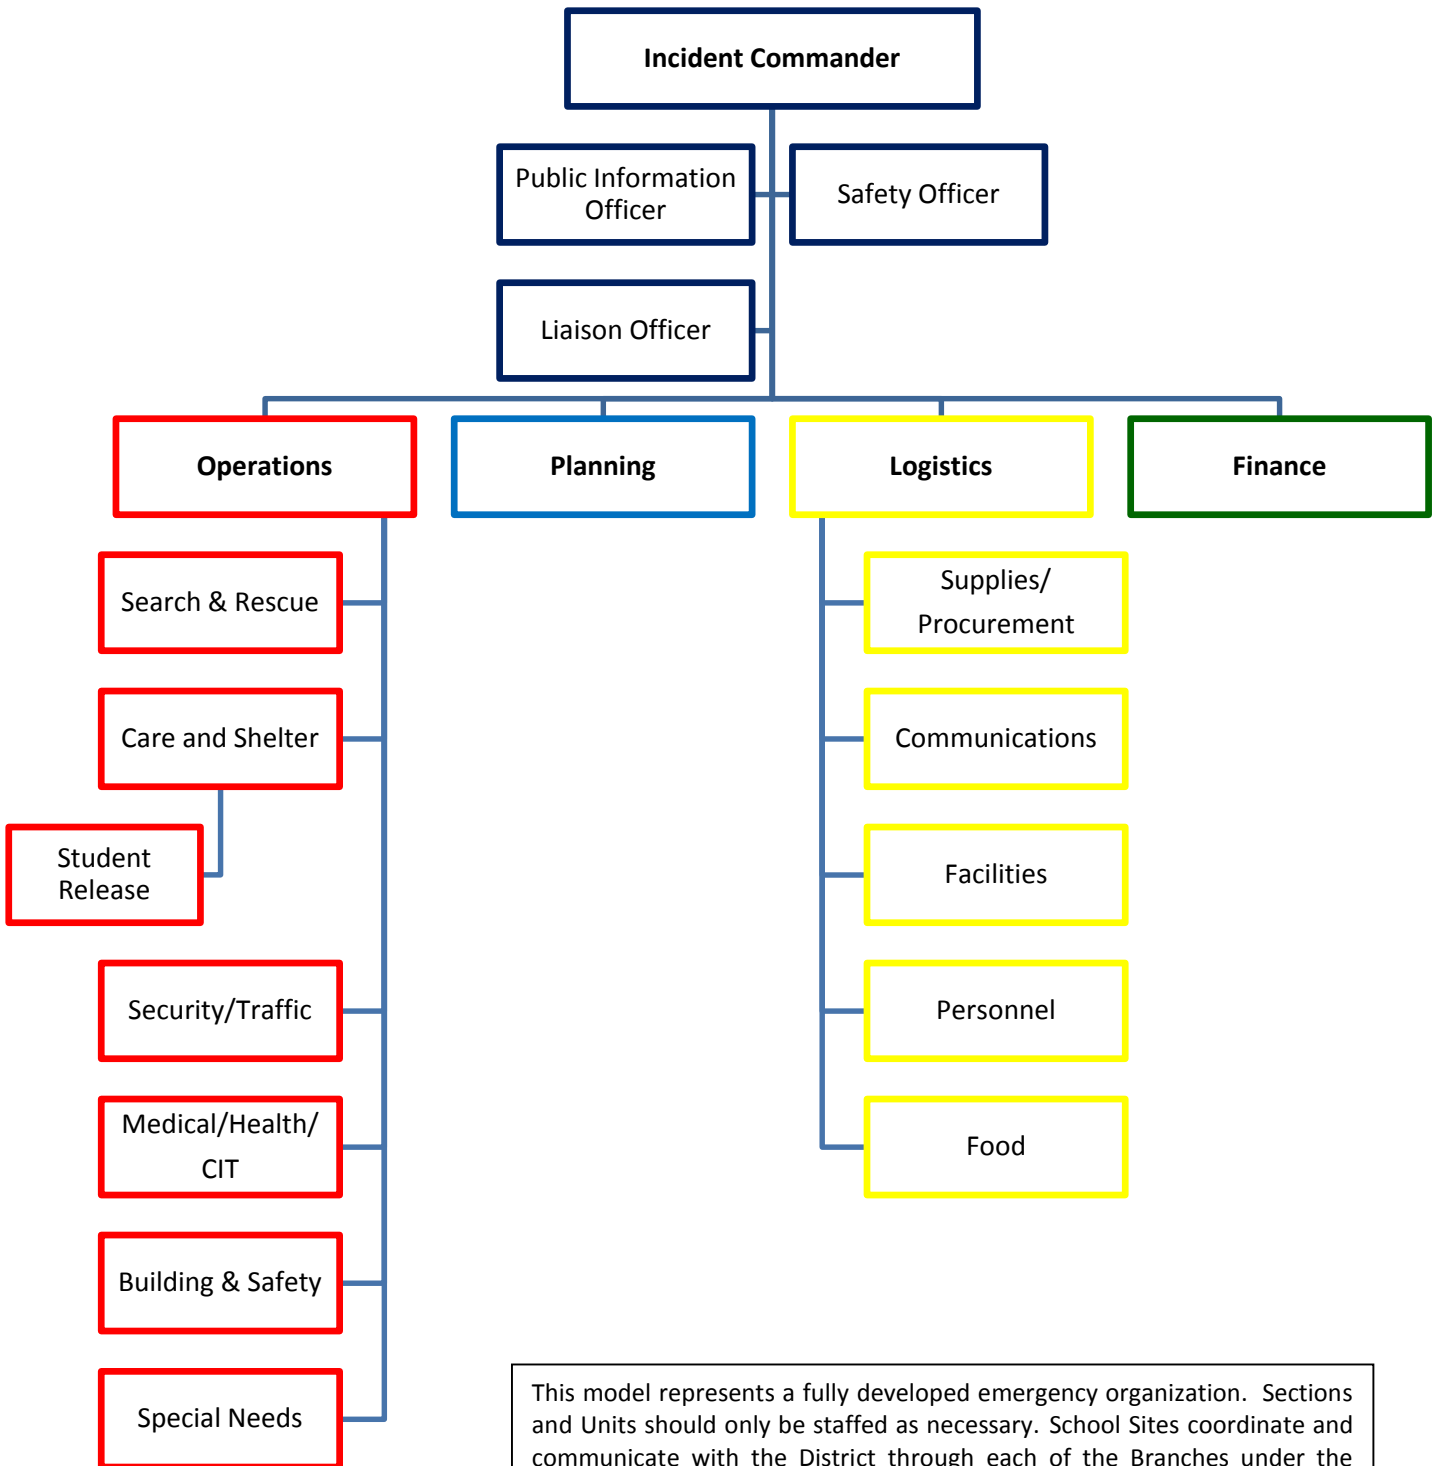 Incident Commander
Public Information
Officer
Safety Officer
Liaison Officer
Operations
Planning
Logistics
Finance
Search & Rescue
Care and Shelter
Student
Release
Security/Traffic
Medical/Health/
CIT
Building & Safety
Special Needs
Supplies/
Procurement
Communications
Facilities
Personnel
Food
This model represents a fully developed emergency organization. Sections
and Units should only be staffed as necessary. School Sites coordinate and
communicate with the District through each of the Branches under the